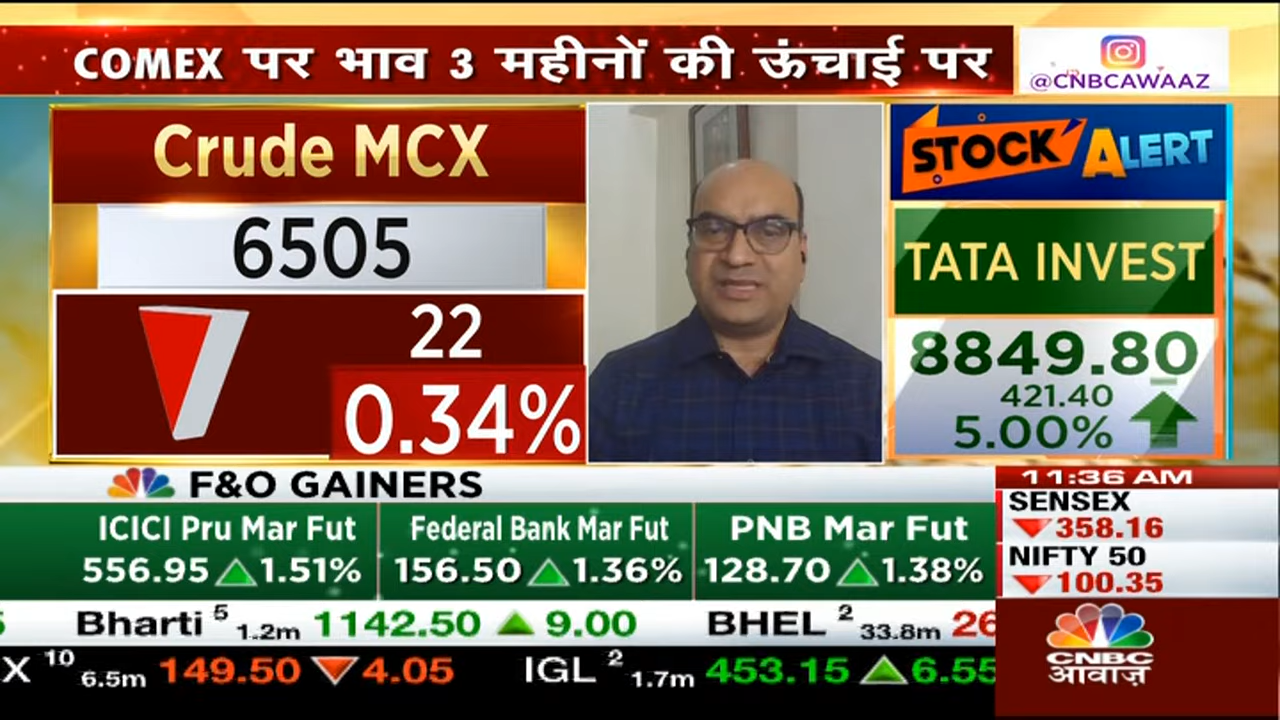 COMEX पर भाव 3 महीनों की ऊंचाई पर
@CNBCAWAAZ
Crude MCX
6505
22
0.34%
STOCK ALERT
TATA INVEST
8849.80
421.40
5.00%
F&O GAINERS
ICICI Pru Mar Fut
556.95 1.51%
Federal Bank Mar Fut
156.50 1.36%
PNB Mar Fut
128.70 1.38%
11:36 AM
SENSEX
358.16
NIFTY 50
100.35
5 Bharti 5 1.2m 1142.50 9.00 BHEL 2 33.8m 26
X 10 6.5m 149.50 4.05 IGL 2 1.7m 453.15 6.55
CNBC
आवाज़